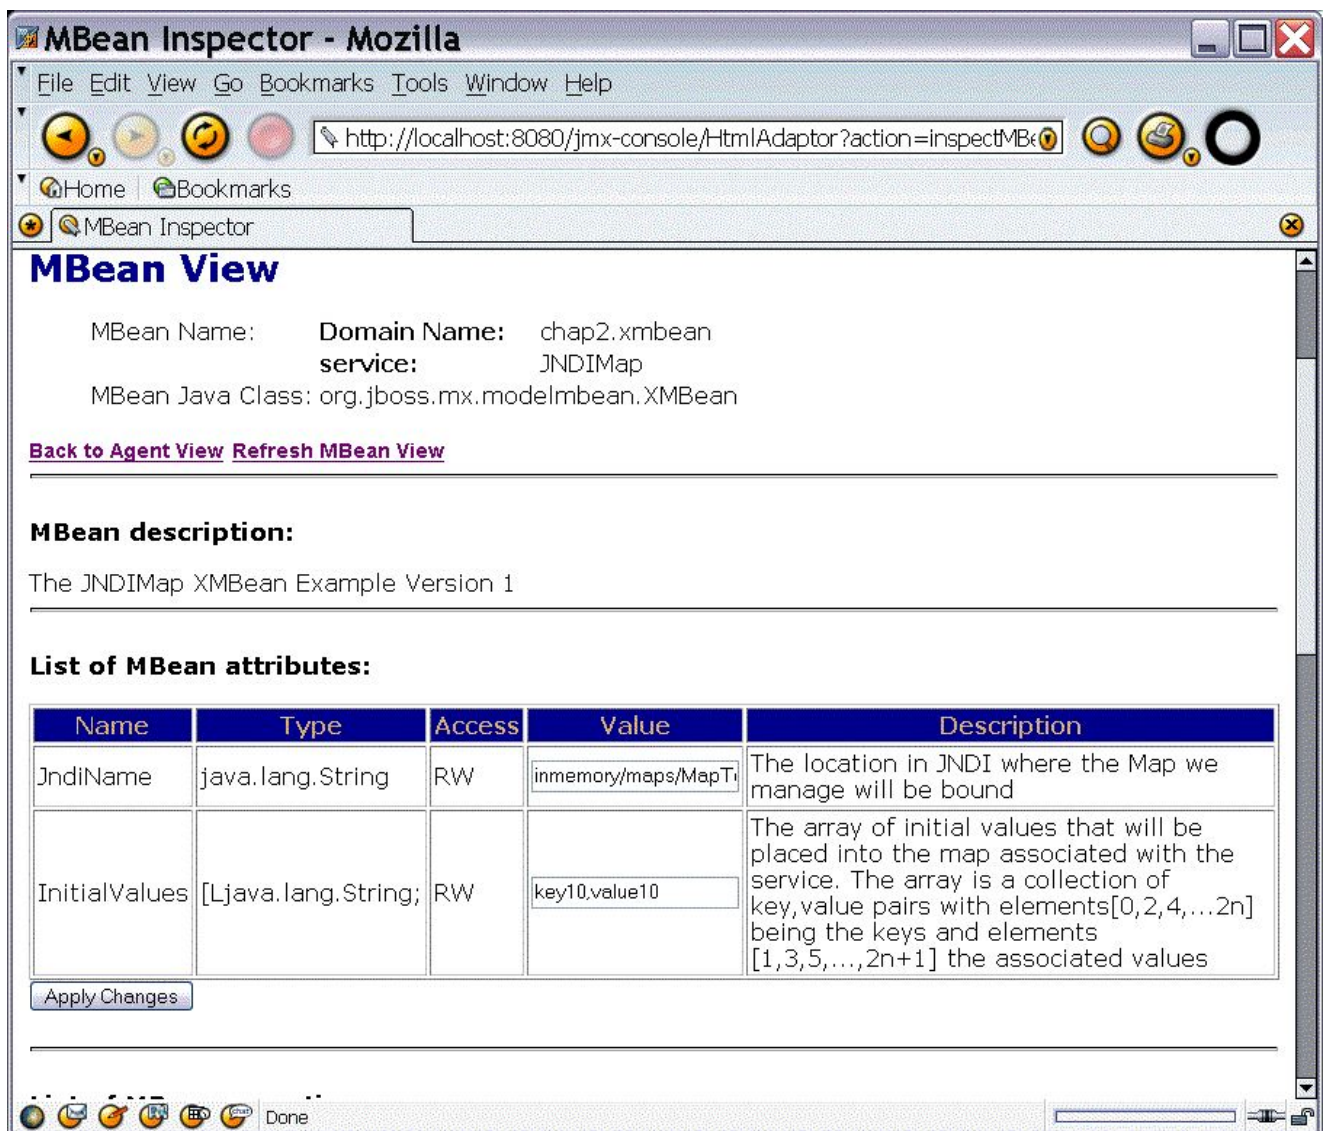 MBean Inspector - Mozilla
File Edit View Go Bookmarks Tools Window Help
http://localhost:8080/jmx-console/HtmlAdaptor?action=inspectMBe
Home Bookmarks
MBean Inspector
MBean View
MBean Name: Domain Name: chap2.xmbean
service: JNDIMap
MBean Java Class: org.jboss.mx.modelmbean.XMBean
Back to Agent View Refresh MBean View
MBean description:
The JNDIMap XMBean Example Version 1
List of MBean attributes:
Name Type Access Value Description
JndiName java.lang.String RW inmemory/maps/MapT The location in JNDI where the Map we
manage will be bound
InitialValues [Ljava.lang.String; RW key10,value10 The array of initial values that will be
placed into the map associated with the
service. The array is a collection of
key,value pairs with elements[0,2,4,...2n]
being the keys and elements
[1,3,5,...,2n+1] the associated values
Apply Changes
Done